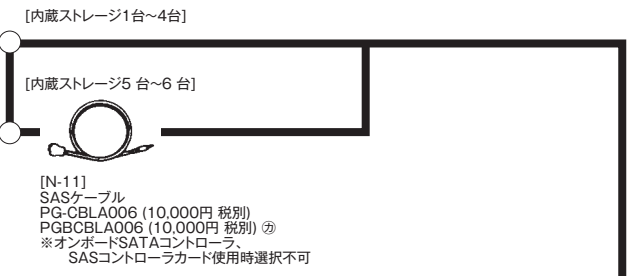 [内蔵ストレージ1台～4台]
[内蔵ストレージ5 台～6 台]
[N-11]
SASケーブル
PG-CBLA006 (10,000円 税別)
PGBCBLA006 (10,000円 税別) ㋕
※オンボードSATAコントローラ、
SASコントローラカード使用時選択不可